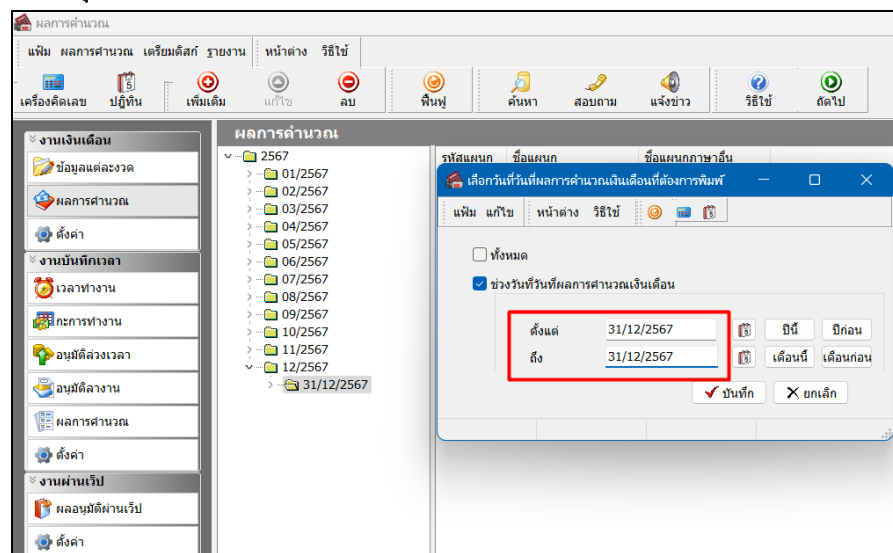 ผลการคำนวณ
แฟ้ม ผลการคำนวณ เตรียมดิสก์ รายงาน หน้าต่าง วิธีใช้
เครื่องคิดเลข ปฏิทิน เพิ่มเติม แก้ไข ลบ ฟื้นฟู ค้นหา สอบถาม แจ้งข่าว วิธีใช้ ถัดไป
งานเงินเดือน
ข้อมูลแต่ละงวด
ผลการคำนวณ
ตั้งค่า
งานบันทึกเวลา
เวลาทำงาน
กะการทำงาน
อนุมัติล่วงเวลา
อนุมัติลางาน
ผลการคำนวณ
ตั้งค่า
งานผ่านเว็ป
ผลอนุมัติผ่านเว็ป
ตั้งค่า
ผลการคำนวณ
2567
01/2567
02/2567
03/2567
04/2567
05/2567
06/2567
07/2567
08/2567
09/2567
10/2567
11/2567
12/2567
31/12/2567
รหัสแผนก ชื่อแผนก ชื่อแผนกภาษาอื่น
เลือกวันที่วันที่ผลการคำนวณเงินเดือนที่ต้องการพิมพ์
แฟ้ม แก้ไข หน้าต่าง วิธีใช้
ทั้งหมด
ช่วงวันที่วันที่ผลการคำนวณเงินเดือน
ตั้งแต่ 31/12/2567 ปีนี้ ปีก่อน
ถึง 31/12/2567 เดือนนี้ เดือนก่อน
บันทึก ยกเลิก